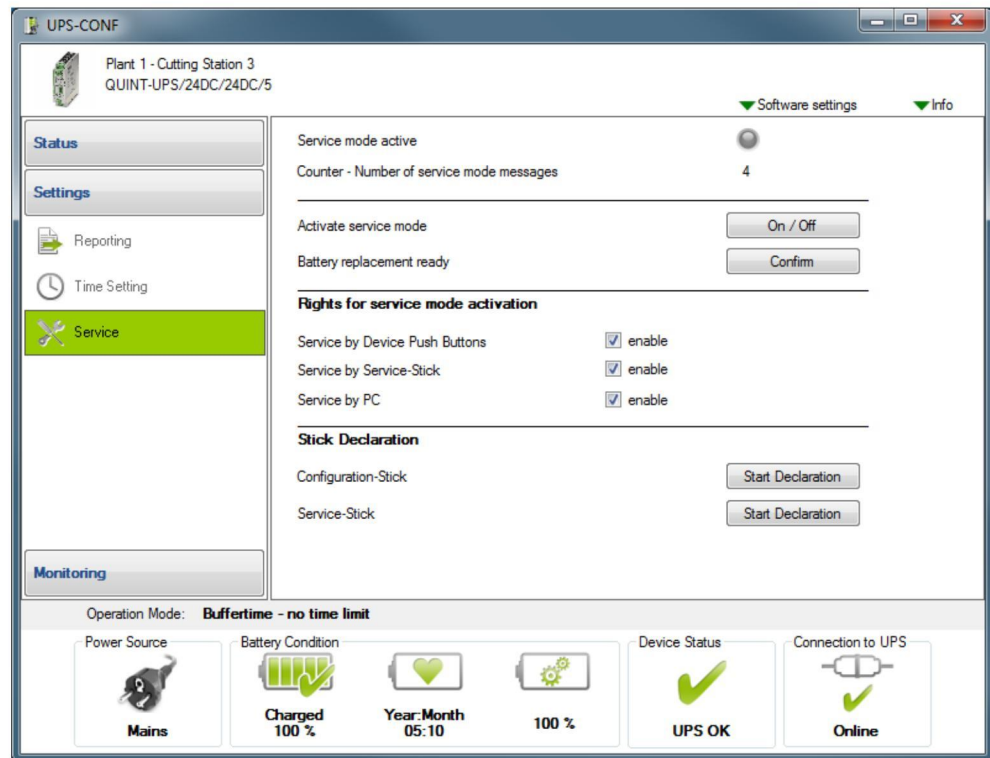 UPS-CONF
Plant 1 - Cutting Station 3
QUINT-UPS/24DC/24DC/5
Software settings
Info
Status
Settings
Reporting
Time Setting
Service
Monitoring
Service mode active
Counter - Number of service mode messages 4
Activate service mode On / Off
Battery replacement ready Confirm
Rights for service mode activation
Service by Device Push Buttons enable
Service by Service-Stick enable
Service by PC enable
Stick Declaration
Configuration-Stick Start Declaration
Service-Stick Start Declaration
Operation Mode: Buffertime - no time limit
Power Source
Mains
Battery Condition
Charged
100 %
Year:Month
05:10
100 %
Device Status
UPS OK
Connection to UPS
Online